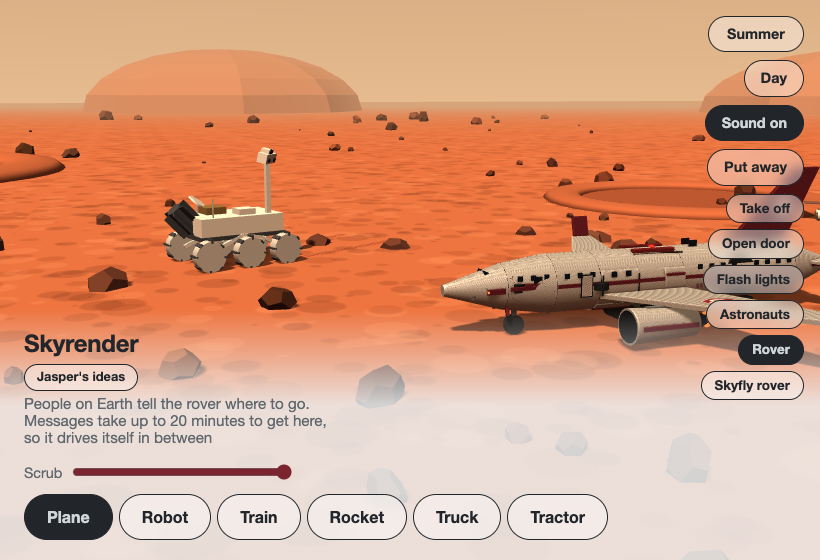 Summer
Day
Sound on
Put away
Take off
Open door
Flash lights
Astronauts
Rover
Skyfly rover
Skyrender
Jasper's ideas
People on Earth tell the rover where to go.
Messages take up to 20 minutes to get here,
so it drives itself in between
Scrub
Plane
Robot
Train
Rocket
Truck
Tractor